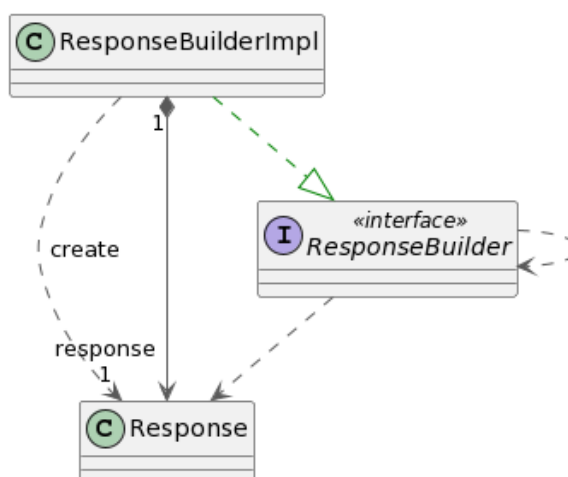 C ResponseBuilderImpl
1
«interface»
I ResponseBuilder
create
response
1
C Response